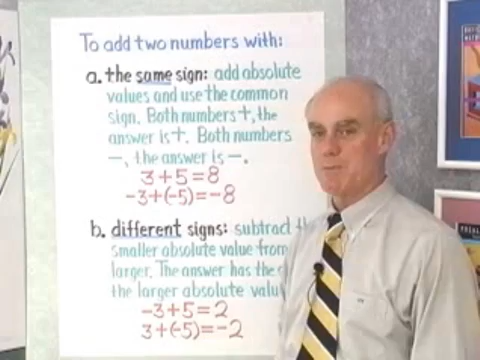 To add two numbers with:
a. the same sign: add absolute
values and use the common
sign. Both numbers +, the
answer is +. Both numbers
–, the answer is –.
3+5=8
-3+(-5)=-8
b. different signs: subtract
smaller absolute value from
larger. The answer has the
the larger absolute
-3+5=2
3+(-5)=-2